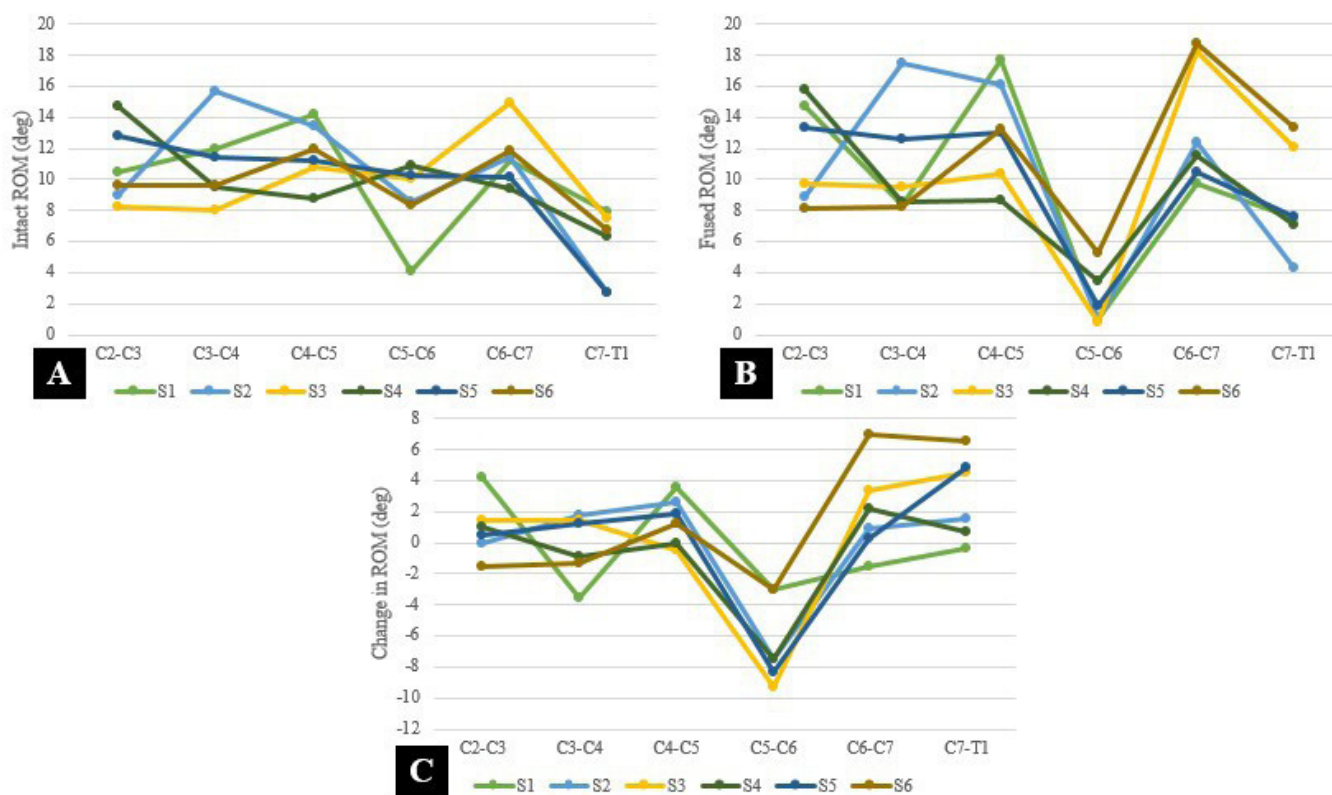 Intact ROM (deg)
20
18
16
14
12
10
8
6
4
2
0
C2-C3 C3-C4 C4-C5 C5-C6 C6-C7 C7-T1
A
S1 S2 S3 S4 S5 S6
Fused ROM (deg)
20
18
16
14
12
10
8
6
4
2
0
C2-C3 C3-C4 C4-C5 C5-C6 C6-C7 C7-T1
B
S1 S2 S3 S4 S5 S6
Change in ROM (deg)
8
6
4
2
0
-2
-4
-6
-8
-10
-12
C2-C3 C3-C4 C4-C5 C5-C6 C6-C7 C7-T1
C
S1 S2 S3 S4 S5 S6